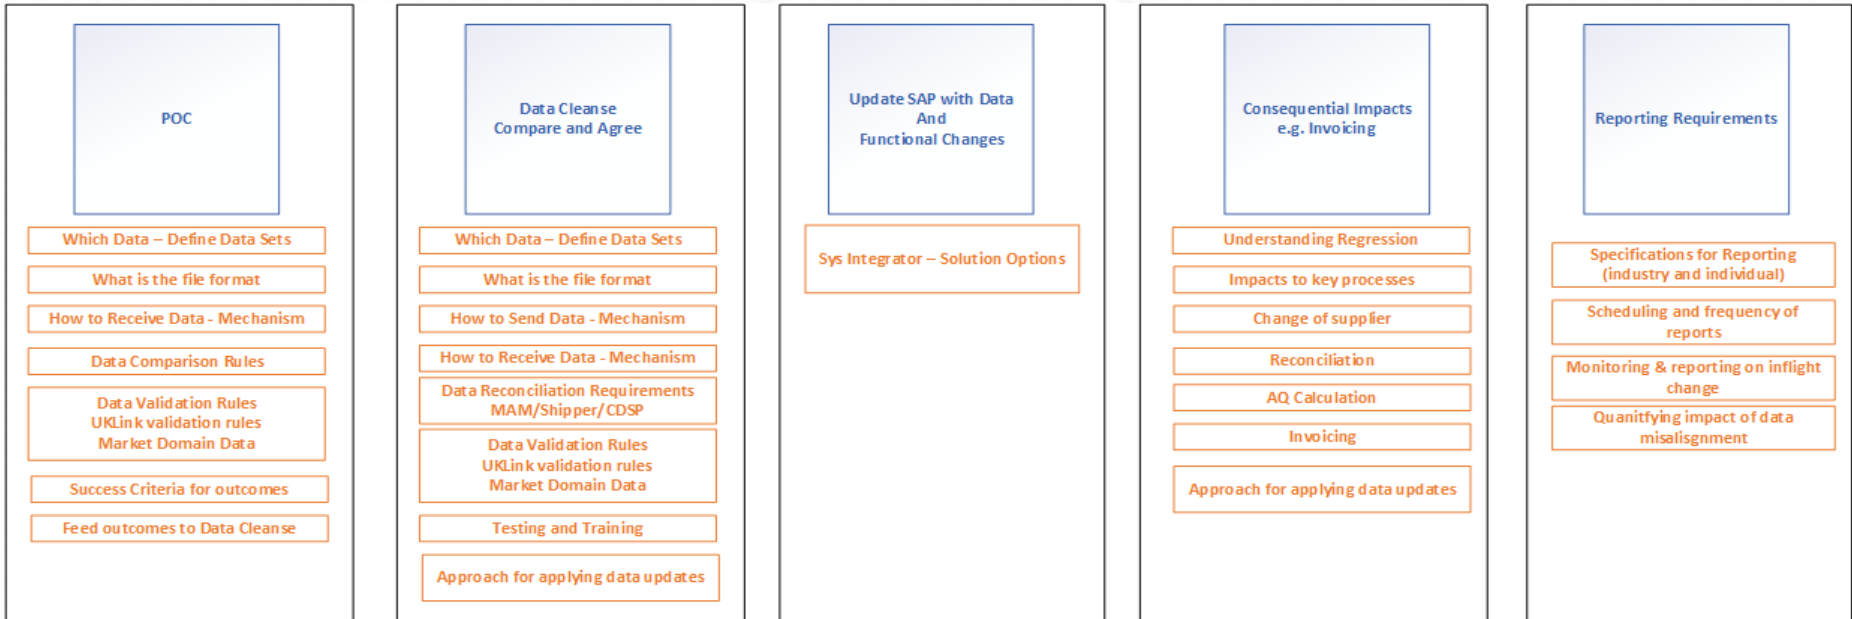 POC
Which Data – Define Data Sets
What is the file format
How to Receive Data - Mechanism
Data Comparison Rules
Data Validation Rules
UKLink validation rules
Market Domain Data
Success Criteria for outcomes
Feed outcomes to Data Cleanse
Data Cleanse
Compare and Agree
Which Data – Define Data Sets
What is the file format
How to Send Data - Mechanism
How to Receive Data - Mechanism
Data Reconciliation Requirements
MAM/Shipper/CDSP
Data Validation Rules
UKLink validation rules
Market Domain Data
Testing and Training
Approach for applying data updates
Update SAP with Data
And
Functional Changes
Sys Integrator – Solution Options
Consequential Impacts
e.g. Invoicing
Understanding Regression
Impacts to key processes
Change of supplier
Reconciliation
AQ Calculation
Invoicing
Approach for applying data updates
Reporting Requirements
Specifications for Reporting
(industry and individual)
Scheduling and frequency of
reports
Monitoring & reporting on inflight
change
Quanitfying impact of data
misalisgnment